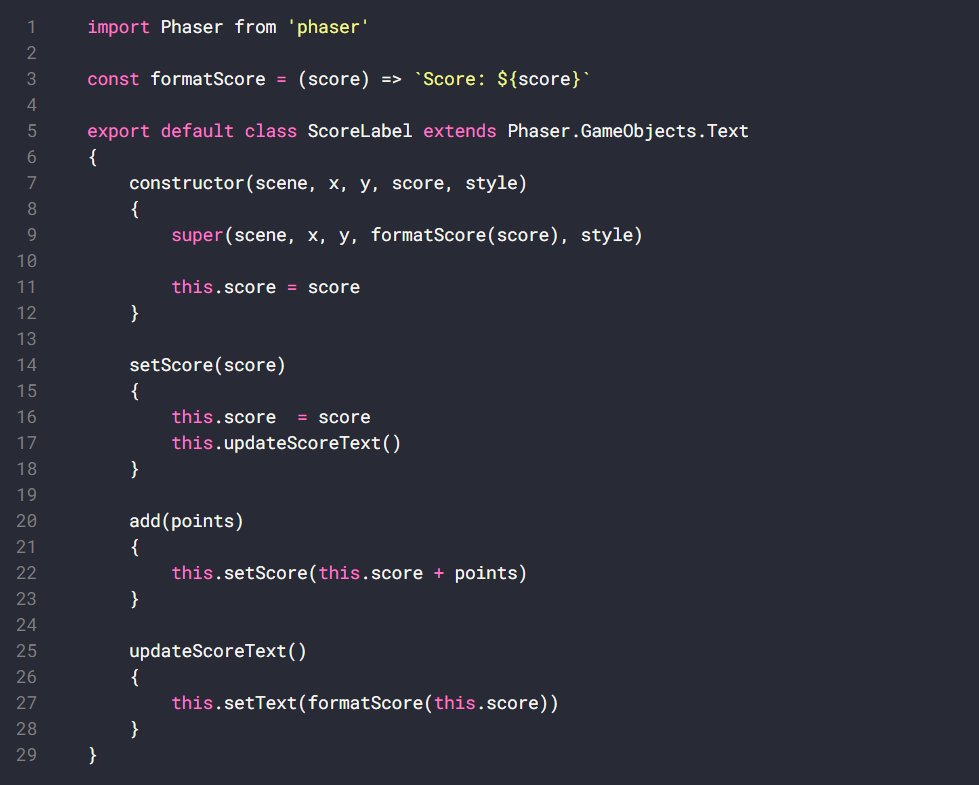 1 import Phaser from 'phaser'
2
3 const formatScore = (score) => `Score: ${score}`
4
5 export default class ScoreLabel extends Phaser.GameObjects.Text
6 {
7     constructor(scene, x, y, score, style)
8     {
9         super(scene, x, y, formatScore(score), style)
10
11         this.score = score
12     }
13
14     setScore(score)
15     {
16         this.score  = score
17         this.updateScoreText()
18     }
19
20     add(points)
21     {
22         this.setScore(this.score + points)
23     }
24
25     updateScoreText()
26     {
27         this.setText(formatScore(this.score))
28     }
29 }